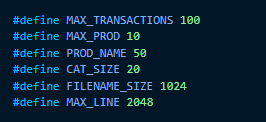 #define MAX_TRANSACTIONS 100
#define MAX_PROD 10
#define PROD_NAME 50
#define CAT_SIZE 20
#define FILENAME_SIZE 1024
#define MAX_LINE 2048